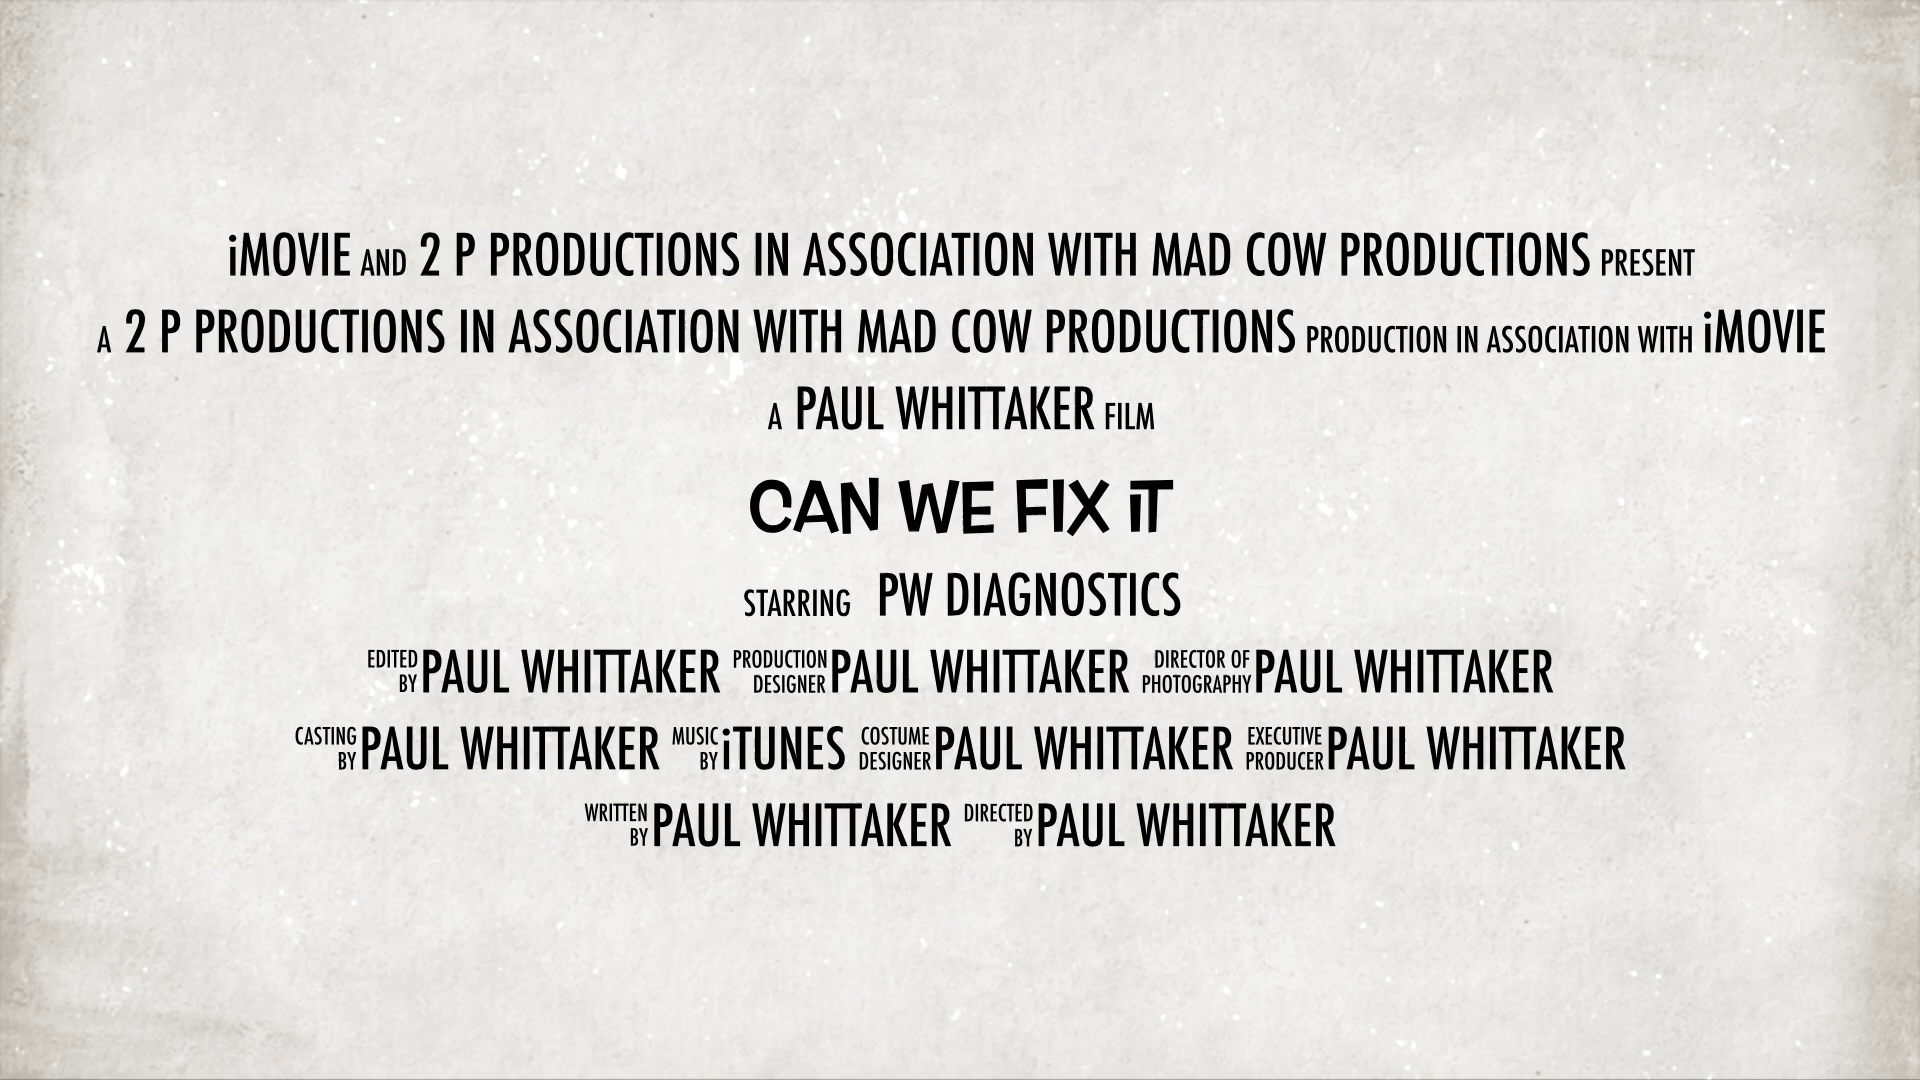 iMOVIE AND 2 P PRODUCTIONS IN ASSOCIATION WITH MAD COW PRODUCTIONS PRESENT
A 2 P PRODUCTIONS IN ASSOCIATION WITH MAD COW PRODUCTIONS PRODUCTION IN ASSOCIATION WITH iMOVIE
A PAUL WHITTAKER FILM
CAN WE FIX iT
STARRING PW DIAGNOSTICS
EDITED BY PAUL WHITTAKER PRODUCTION DESIGNER PAUL WHITTAKER DIRECTOR OF PHOTOGRAPHY PAUL WHITTAKER
CASTING BY PAUL WHITTAKER MUSIC BY iTUNES COSTUME DESIGNER PAUL WHITTAKER EXECUTIVE PRODUCER PAUL WHITTAKER
WRITTEN BY PAUL WHITTAKER DIRECTED BY PAUL WHITTAKER